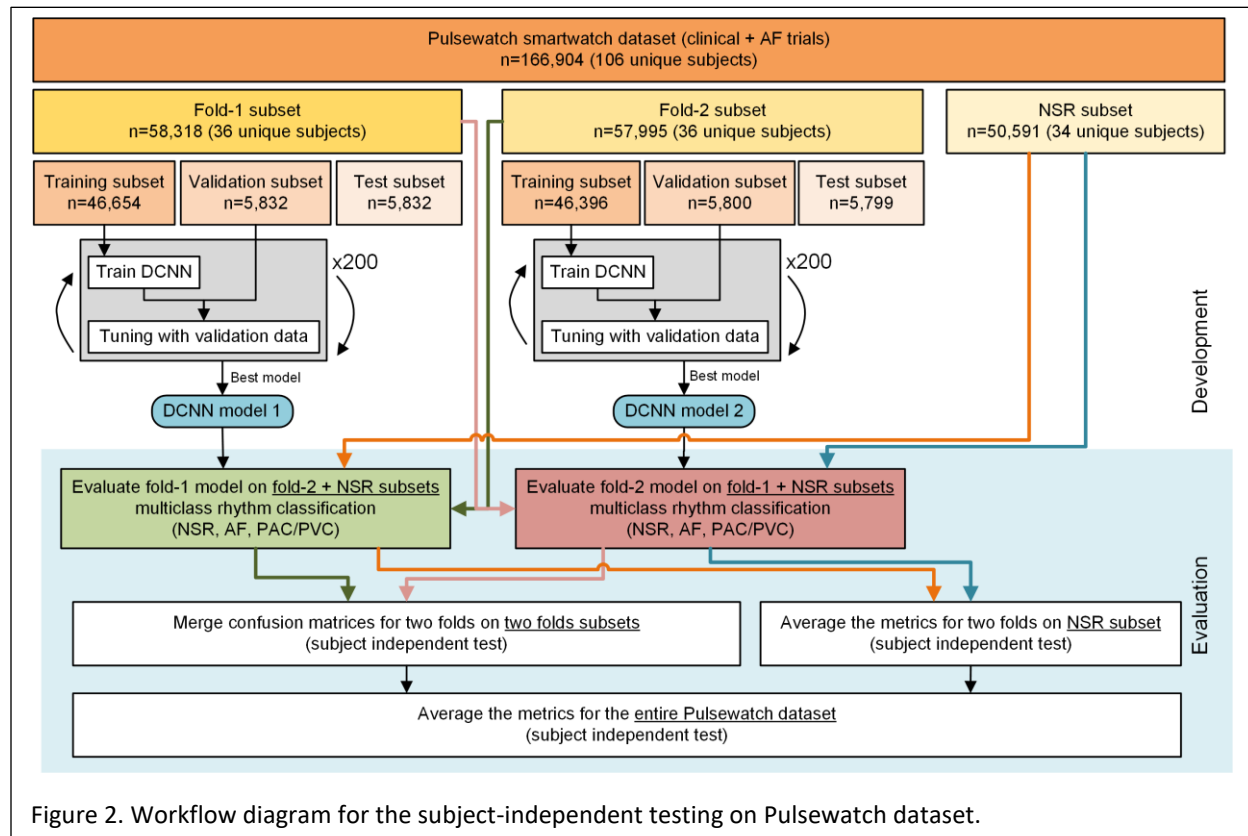 Pulsewatch smartwatch dataset (clinical + AF trials)
n=166,904 (106 unique subjects)
Fold-1 subset
n=58,318 (36 unique subjects)
Fold-2 subset
n=57,995 (36 unique subjects)
NSR subset
n=50,591 (34 unique subjects)
Training subset
n=46,654
Validation subset
n=5,832
Test subset
n=5,832
Training subset
n=46,396
Validation subset
n=5,800
Test subset
n=5,799
Train DCNN
x200
Tuning with validation data
Best model
DCNN model 1
Train DCNN
x200
Tuning with validation data
Best model
DCNN model 2
Development
Evaluate fold-1 model on fold-2 + NSR subsets
multiclass rhythm classification
(NSR, AF, PAC/PVC)
Evaluate fold-2 model on fold-1 + NSR subsets
multiclass rhythm classification
(NSR, AF, PAC/PVC)
Merge confusion matrices for two folds on two folds subsets
(subject independent test)
Average the metrics for two folds on NSR subset
(subject independent test)
Evaluation
Average the metrics for the entire Pulsewatch dataset
(subject independent test)
Figure 2. Workflow diagram for the subject-independent testing on Pulsewatch dataset.